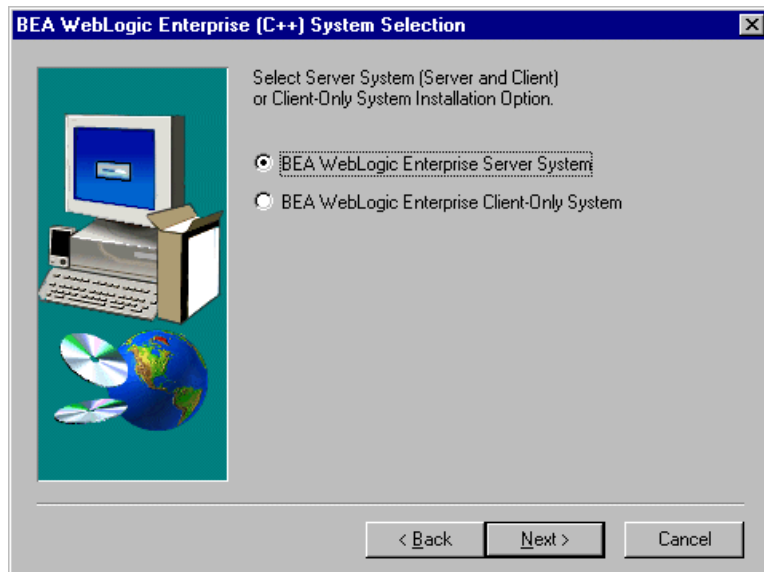 BEA WebLogic Enterprise (C++) System Selection
Select Server System (Server and Client)
or Client-Only System Installation Option.
BEA WebLogic Enterprise Server System
BEA WebLogic Enterprise Client-Only System
< Back
Next >
Cancel